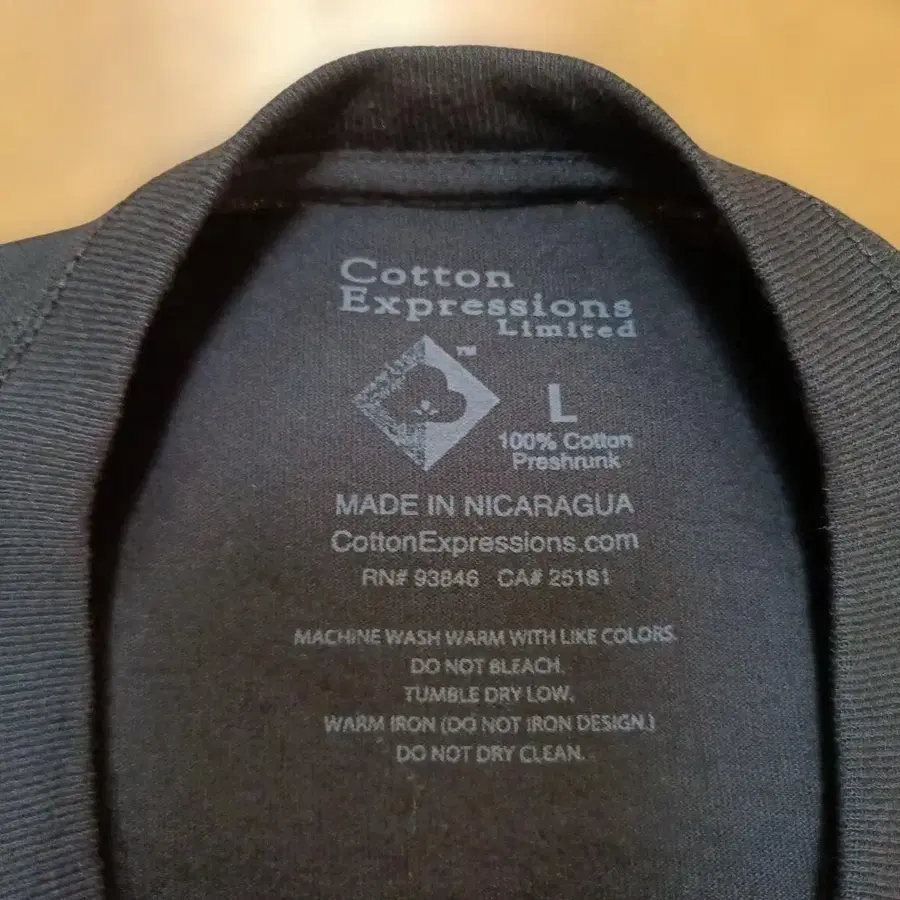 Cotton
Expressions
Limited
TM
L
100% Cotton
Preshrunk
MADE IN NICARAGUA
CottonExpressions.com
RN# 93846 CA# 25181
MACHINE WASH WARM WITH LIKE COLORS.
DO NOT BLEACH.
TUMBLE DRY LOW.
WARM IRON (DO NOT IRON DESIGN.)
DO NOT DRY CLEAN.